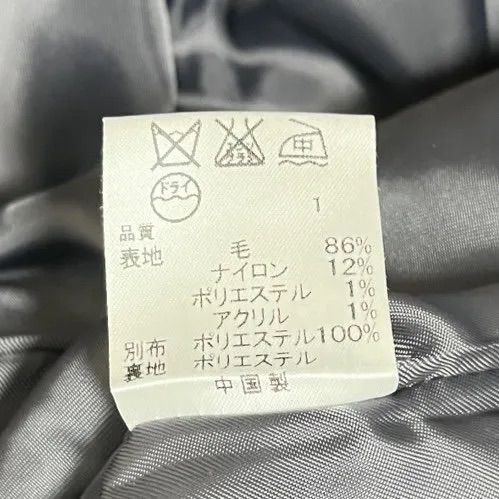 中
ドライ
1
品質
表地 毛 86%
ナイロン 12%
ポリエステル 1%
アクリル 1%
別布 ポリエステル100%
裏地 ポリエステル
中国製